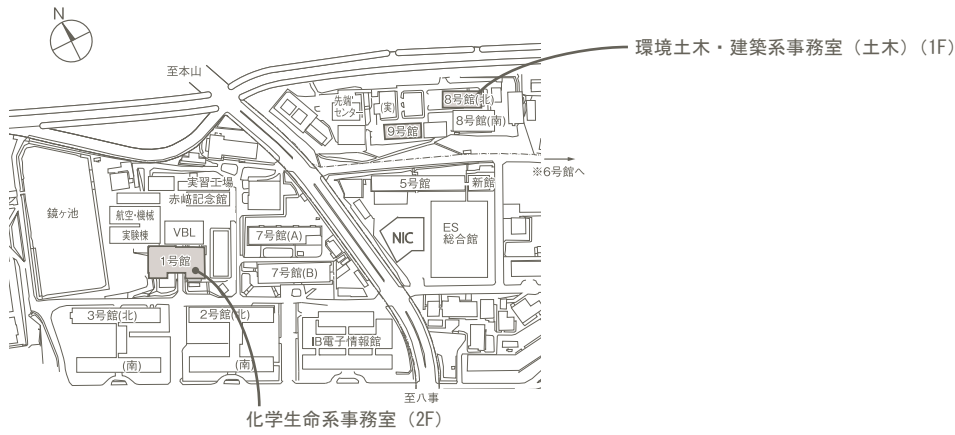 N
環境土木・建築系事務室（土木）（1F）
至本山
先端
センター
(実)
8号館(北)
8号館(南)
9号館
※6号館へ
実習工場
赤﨑記念館
5号館
新館
鏡ヶ池
航空・機械
実験棟
VBL
7号館(A)
NIC
ES
総合館
1号館
7号館(B)
3号館(北)
2号館(北)
IB電子情報館
(南)
(南)
至八事
化学生命系事務室（2F）